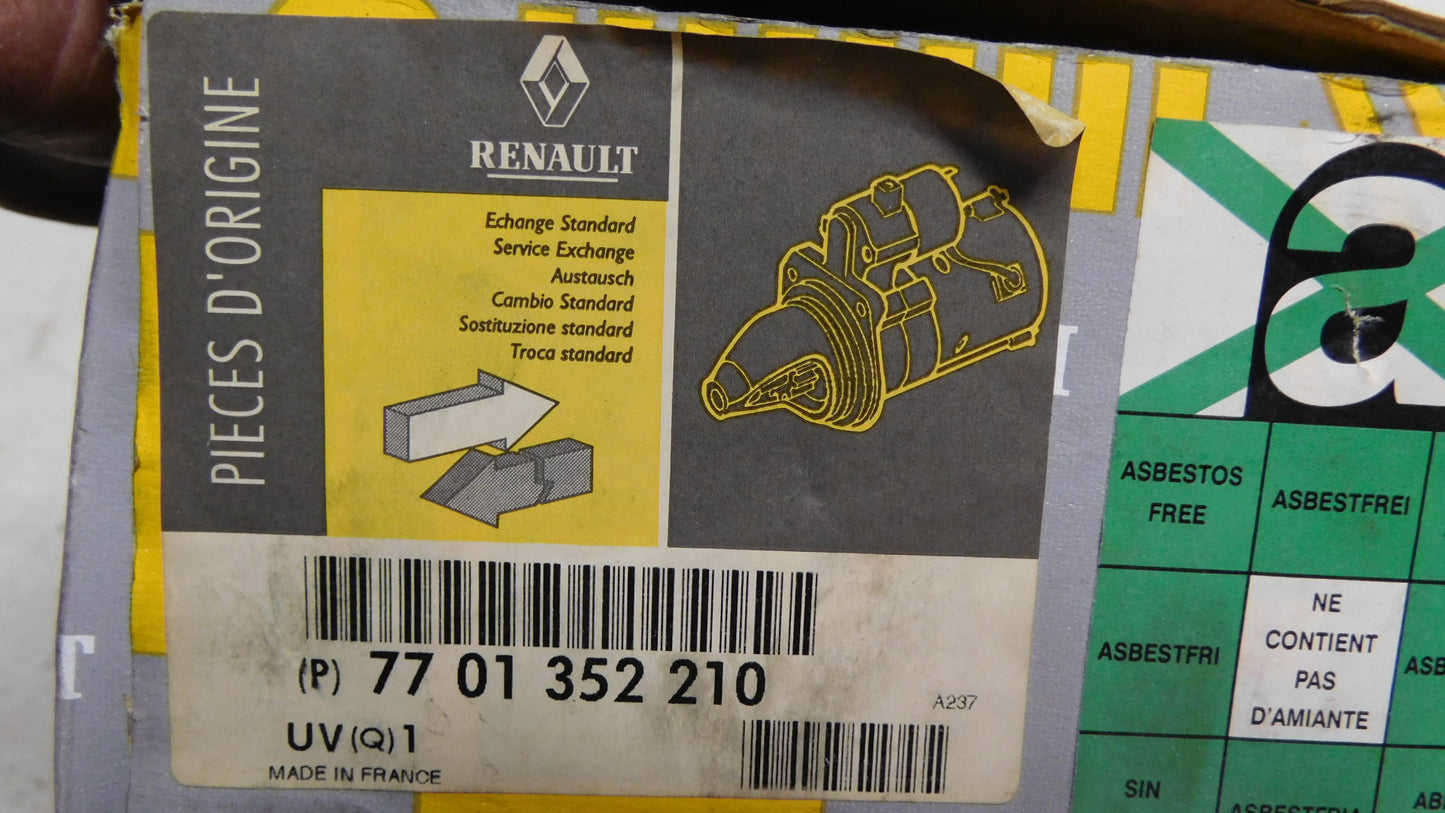 PIECES D'ORIGINE
RENAULT
Echange Standard
Service Exchange
Austausch
Cambio Standard
Sostituzione standard
Troca standard
(P) 77 01 352 210
A237
UV (Q) 1
MADE IN FRANCE
a
ASBESTOS
FREE
ASBESTFREI
ASBESTFRI
NE
CONTIENT
PAS
D'AMIANTE
SIN